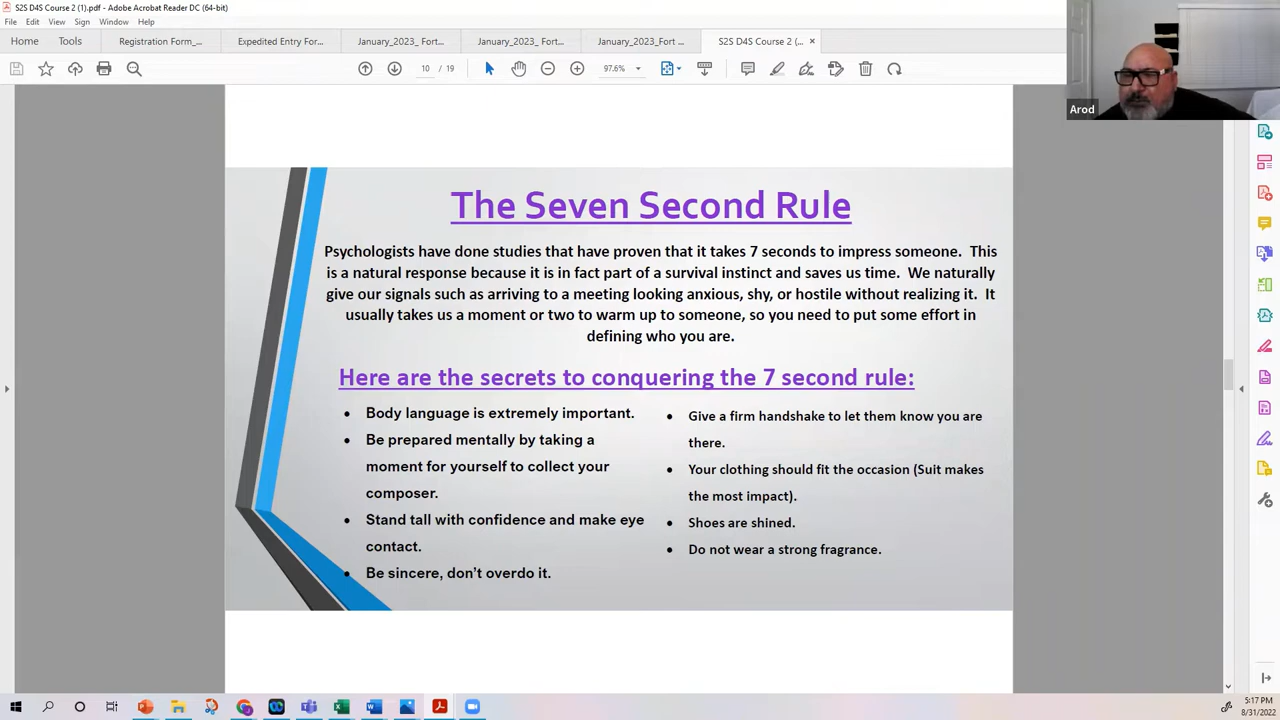 S2S D4S Course 2 (1).pdf - Adobe Acrobat Reader DC (64-bit)
File Edit View Sign Window Help
Home Tools Registration Form_... Expedited Entry For... January_2023_ Fort... January_2023_ Fort... January_2023_Fort ... S2S D4S Course 2 (... ×
10 / 19 97.6%
Arod
The Seven Second Rule
Psychologists have done studies that have proven that it takes 7 seconds to impress someone. This
is a natural response because it is in fact part of a survival instinct and saves us time. We naturally
give our signals such as arriving to a meeting looking anxious, shy, or hostile without realizing it. It
usually takes us a moment or two to warm up to someone, so you need to put some effort in
defining who you are.
Here are the secrets to conquering the 7 second rule:
• Body language is extremely important.
• Be prepared mentally by taking a
moment for yourself to collect your
composer.
• Stand tall with confidence and make eye
contact.
• Be sincere, don't overdo it.
• Give a firm handshake to let them know you are
there.
• Your clothing should fit the occasion (Suit makes
the most impact).
• Shoes are shined.
• Do not wear a strong fragrance.
5:17 PM
8/31/2022